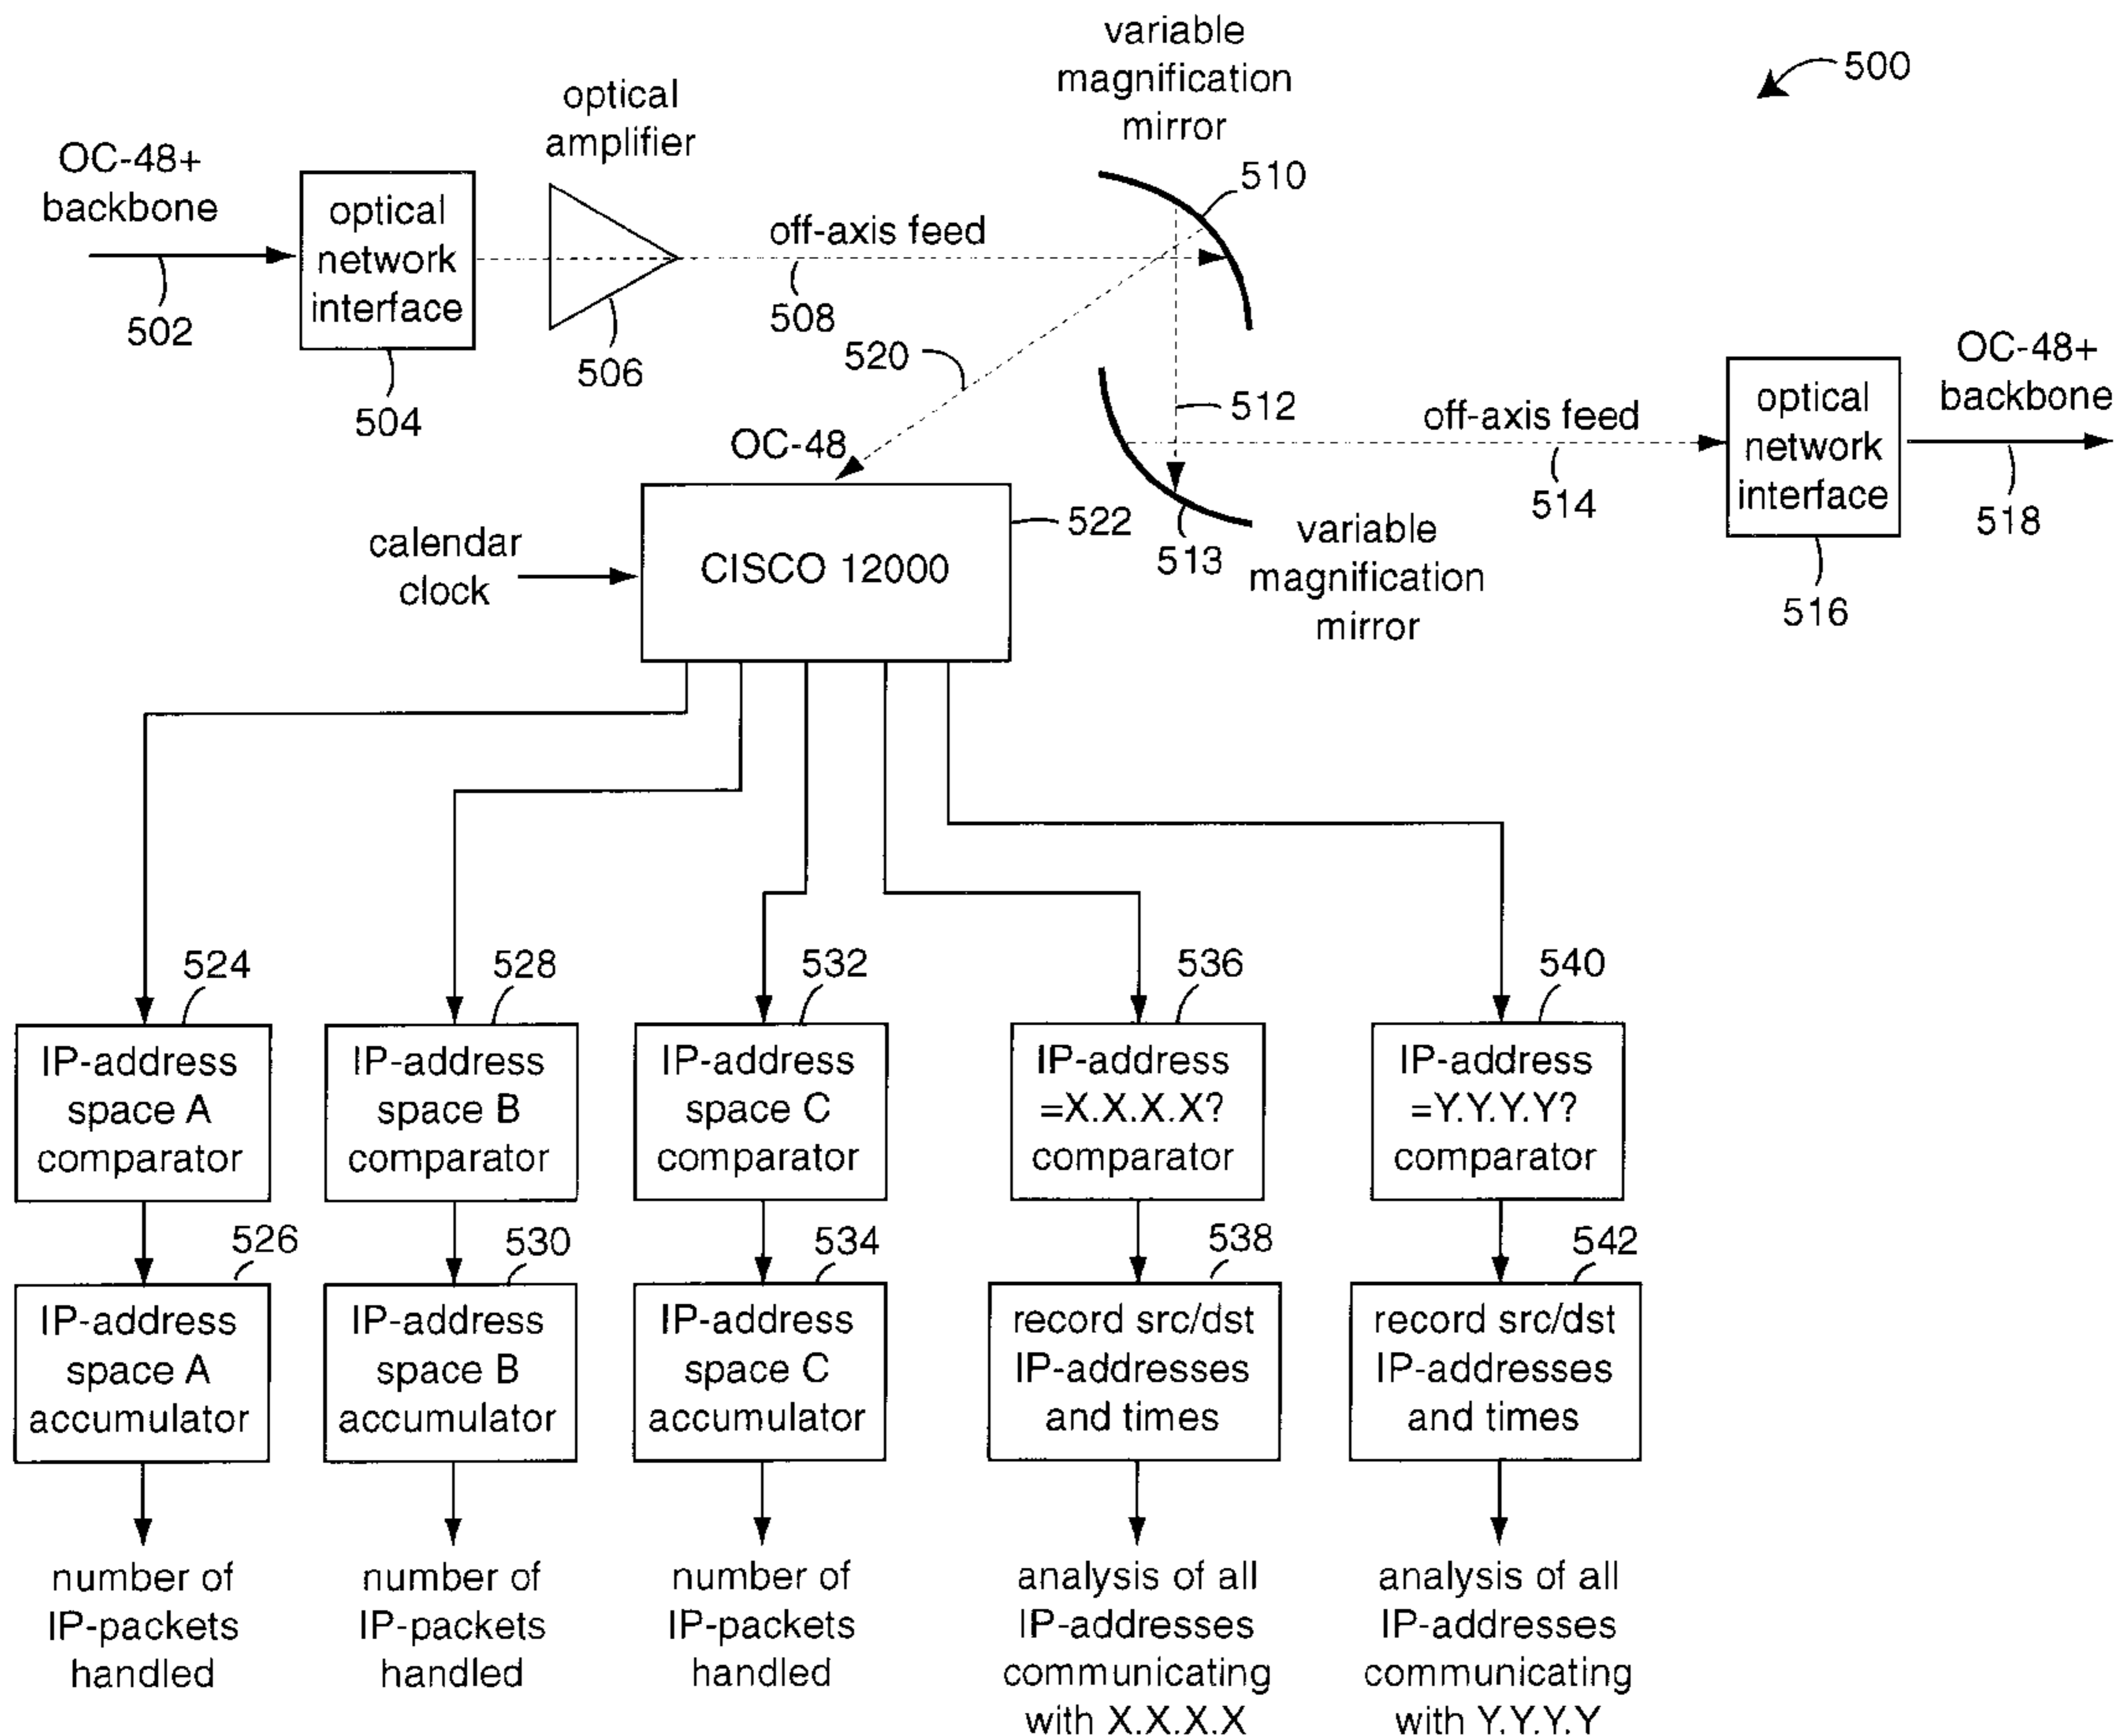 variable
magnification
mirror
500
optical
amplifier
OC-48+
backbone
510
optical
network
interface
off-axis feed
502
508
506
504
520
512
OC-48+
backbone
optical
network
interface
off-axis feed
OC-48
514
518
516
513
variable
magnification
mirror
522
calendar
clock
CISCO 12000
524
528
532
536
540
IP-address
space A
comparator
IP-address
space B
comparator
IP-address
space C
comparator
IP-address
=X.X.X.X?
comparator
IP-address
=Y.Y.Y.Y?
comparator
526
530
534
538
542
IP-address
space A
accumulator
IP-address
space B
accumulator
IP-address
space C
accumulator
record src/dst
IP-addresses
and times
record src/dst
IP-addresses
and times
number of
IP-packets
handled
number of
IP-packets
handled
number of
IP-packets
handled
analysis of all
IP-addresses
communicating
with X.X.X.X
analysis of all
IP-addresses
communicating
with Y.Y.Y.Y